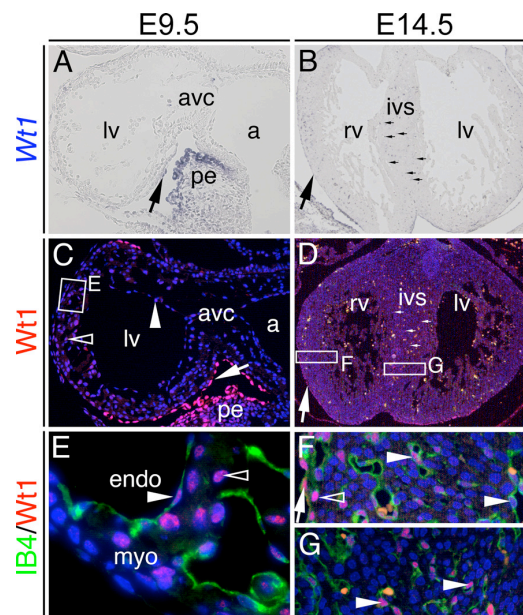 E9.5 E14.5
Wt1
A
lv
avc
a
pe
B
rv
ivs
lv
Wt1
C
E
lv
avc
a
pe
D
rv
ivs
lv
F
G
IB4/Wt1
E
endo
myo
F
G